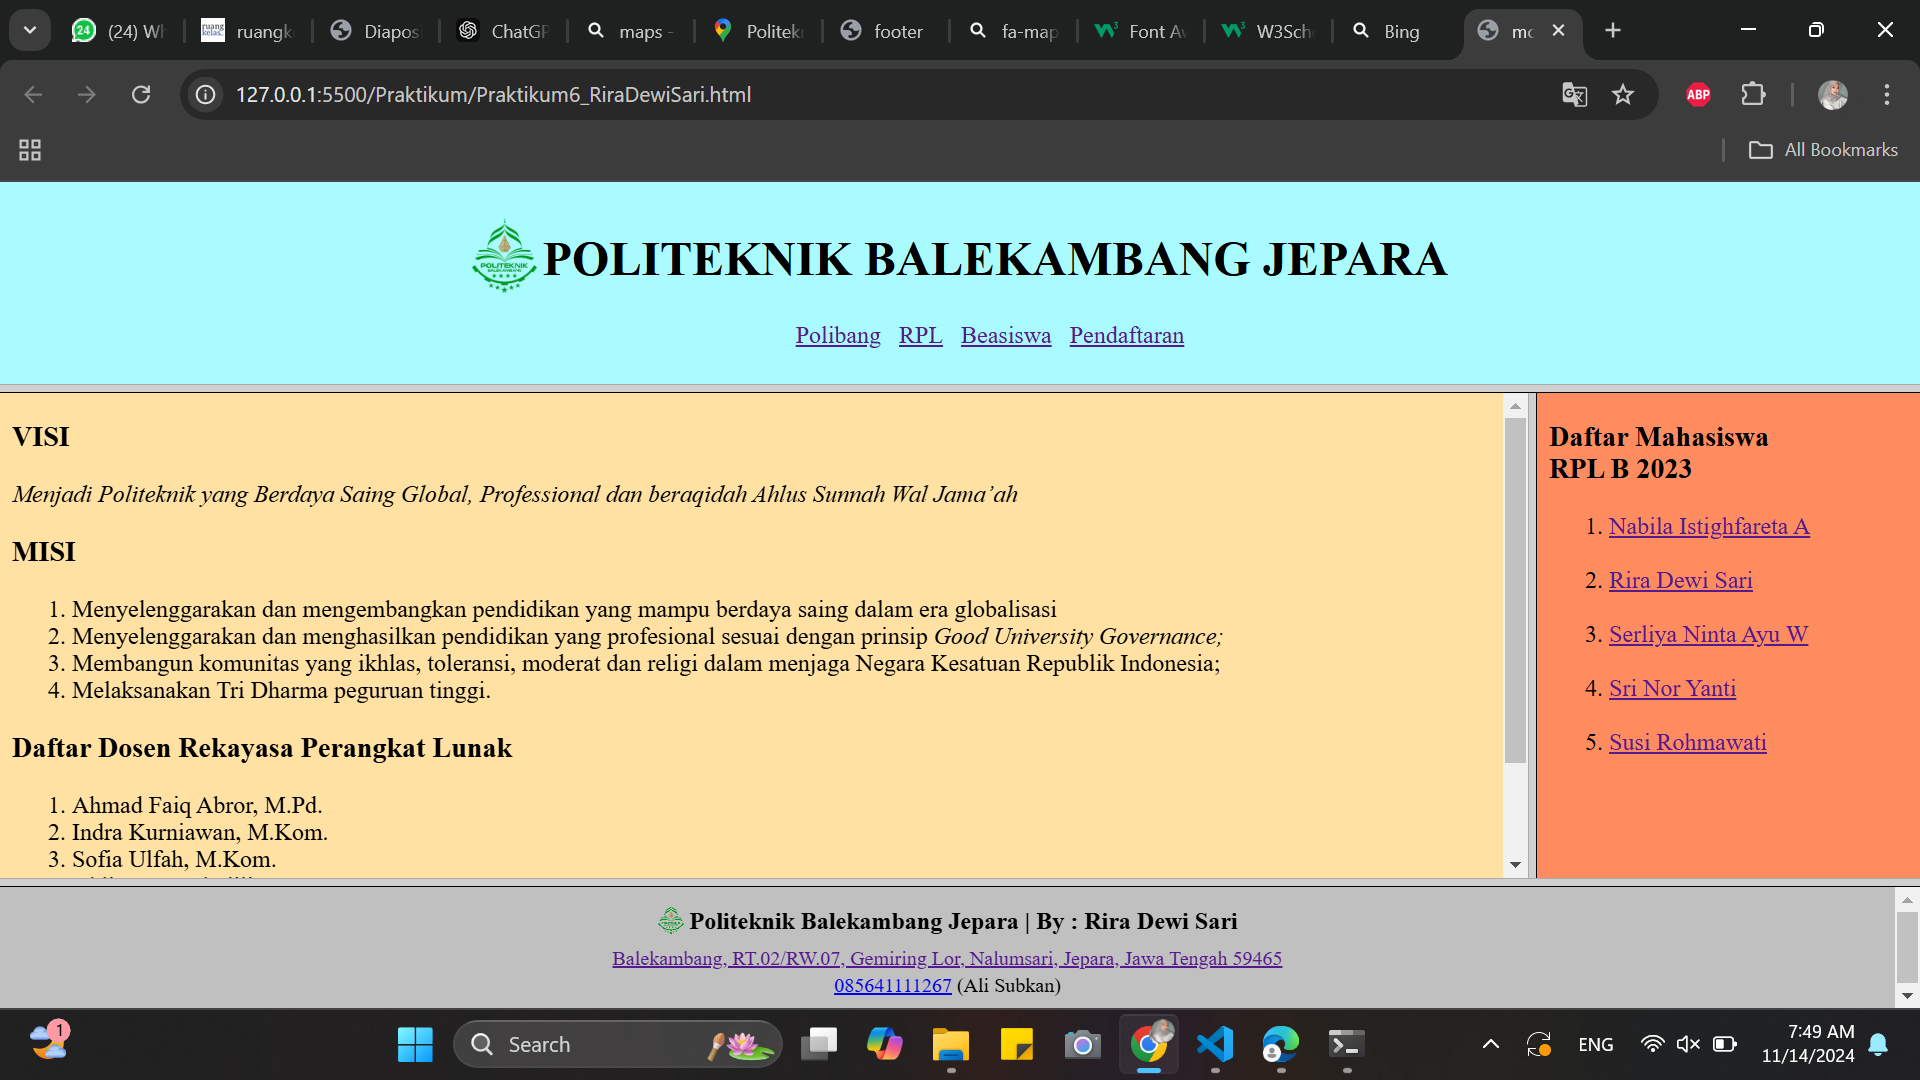 (24) Wh
ruangk
Diapos
ChatGP
maps -
Politek
footer
fa-map
Font Aw
W3Sch
Bing
127.0.0.1:5500/Praktikum/Praktikum6_RiraDewiSari.html
ABP
All Bookmarks
POLITEKNIK
POLITEKNIK BALEKAMBANG JEPARA
Polibang RPL Beasiswa Pendaftaran
VISI
Menjadi Politeknik yang Berdaya Saing Global, Professional dan beraqidah Ahlus Sunnah Wal Jama’ah
MISI
1. Menyelenggarakan dan mengembangkan pendidikan yang mampu berdaya saing dalam era globalisasi
2. Menyelenggarakan dan menghasilkan pendidikan yang profesional sesuai dengan prinsip Good University Governance;
3. Membangun komunitas yang ikhlas, toleransi, moderat dan religi dalam menjaga Negara Kesatuan Republik Indonesia;
4. Melaksanakan Tri Dharma peguruan tinggi.
Daftar Dosen Rekayasa Perangkat Lunak
1. Ahmad Faiq Abror, M.Pd.
2. Indra Kurniawan, M.Kom.
3. Sofia Ulfah, M.Kom.
Daftar Mahasiswa
RPL B 2023
1. Nabila Istighfareta A
2. Rira Dewi Sari
3. Serliya Ninta Ayu W
4. Sri Nor Yanti
5. Susi Rohmawati
Politeknik Balekambang Jepara | By : Rira Dewi Sari
Balekambang, RT.02/RW.07, Gemiring Lor, Nalumsari, Jepara, Jawa Tengah 59465
085641111267 (Ali Subkan)
1
Search
ENG
7:49 AM
11/14/2024